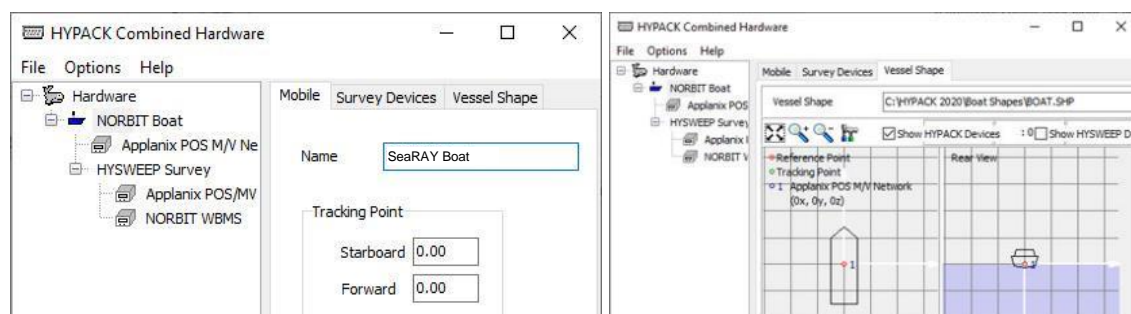 HYPACK Combined Hardware
File Options Help
Hardware
NORBIT Boat
Applanix POS M/V Ne
HYSWEEP Survey
Applanix POS/MV
NORBIT WBMS
Mobile Survey Devices Vessel Shape
Name SeaRAY Boat
Tracking Point
Starboard 0.00
Forward 0.00
HYPACK Combined Hardware
File Options Help
Hardware
NORBIT Boat
Applanix POS
HYSWEEP Survey
Applanix
NORBIT
Mobile Survey Devices Vessel Shape
Vessel Shape C:\HYPACK 2020\Boat Shapes\BOAT.SHP
Show HYPACK Devices : 0 Show HYSWEEP D
Reference Point
Tracking Point
1 Applanix POS M/V Network
(0x, 0y, 0z)
Rear View
1
1